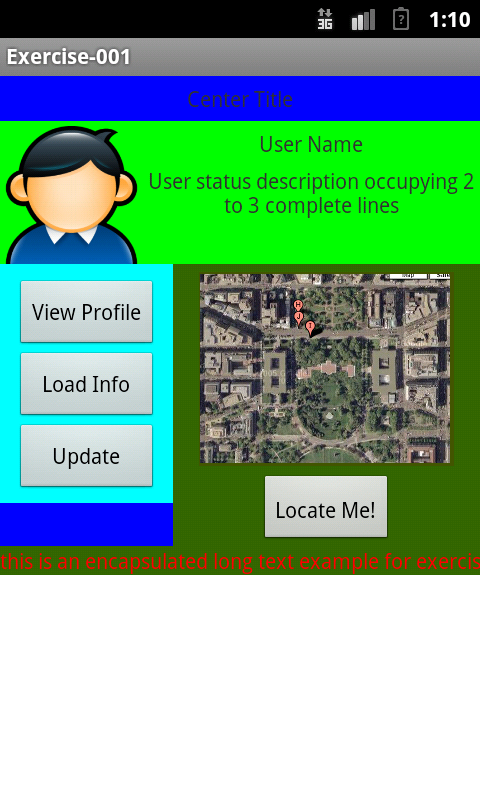 3G
?
1:10
Exercise-001
Center Title
User Name
User status description occupying 2
to 3 complete lines
View Profile
Load Info
Update
Map
H
J
I
Locate Me!
this is an encapsulated long text example for exercis